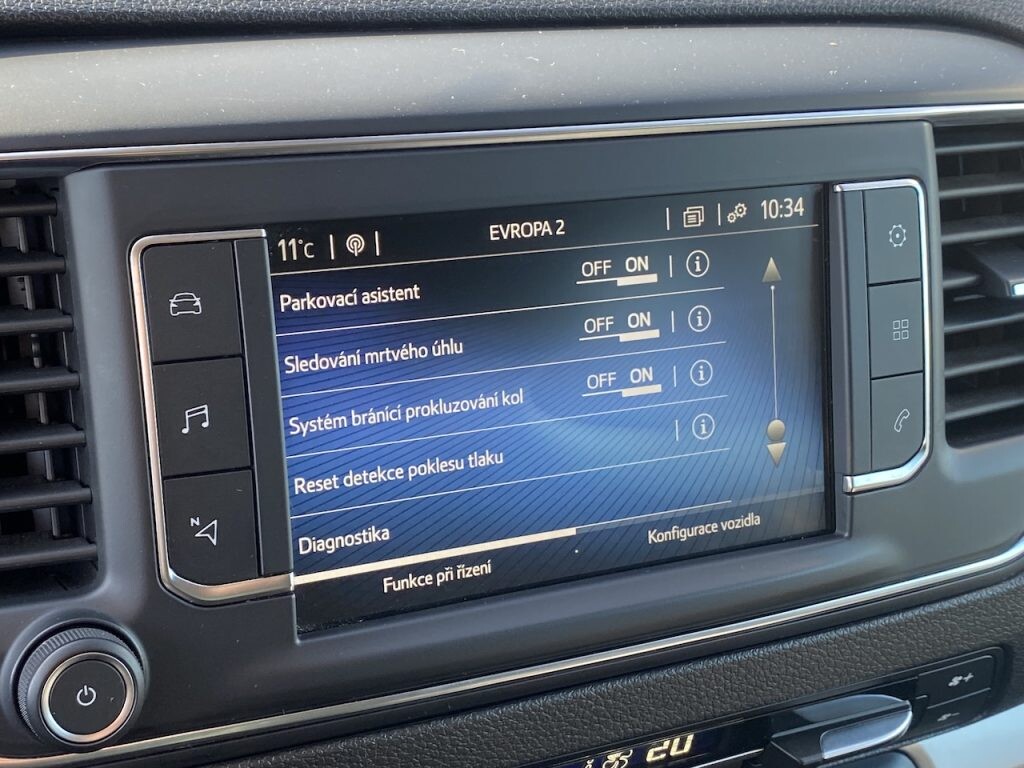 11°C EVROPA 2 10:34
Parkovací asistent OFF ON i
Sledování mrtvého úhlu OFF ON i
Systém bránící prokluzování kol OFF ON i
Reset detekce poklesu tlaku i
Diagnostika
Funkce při řízení Konfigurace vozidla
N
20